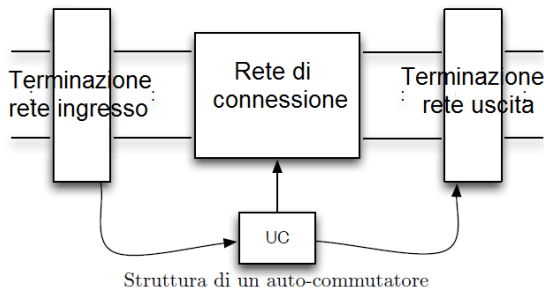 Terminazione
rete ingresso
Rete di
connessione
Terminazione
rete uscita
UC
Struttura di un auto-commutatore